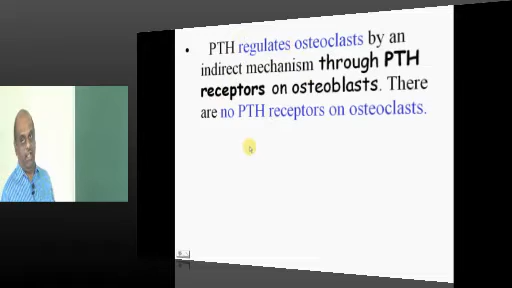 • PTH regulates osteoclasts by an
indirect mechanism through PTH
receptors on osteoblasts. There
are no PTH receptors on osteoclasts.